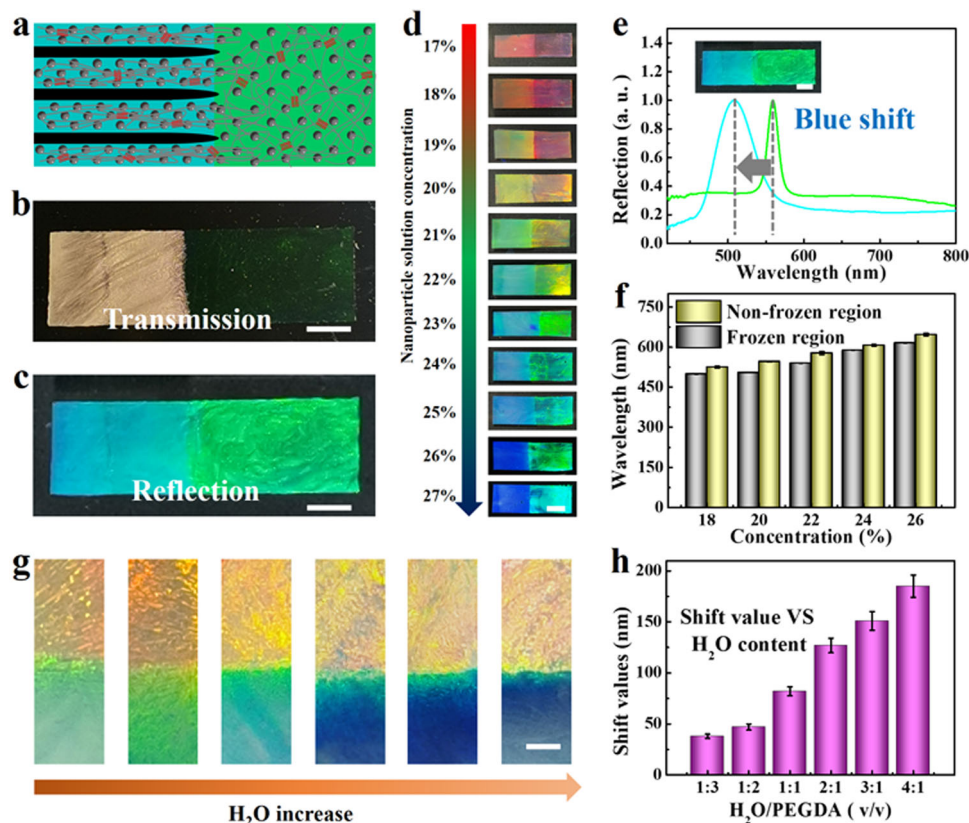 a
b
Transmission
c
Reflection
d
Nanoparticle solution concentration
17%
18%
19%
20%
21%
22%
23%
24%
25%
26%
27%
e
1.4
1.2
1.0
0.8
0.6
0.4
0.2
0.0
Reflection (a. u.)
Blue shift
500 600 700 800
Wavelength (nm)
f
750
600
450
300
150
0
Wavelength (nm)
Non-frozen region
Frozen region
18 20 22 24 26
Concentration (%)
g
H2O increase
h
200
150
100
50
0
Shift values (nm)
Shift value VS
H2O content
1:3 1:2 1:1 2:1 3:1 4:1
H2O/PEGDA ( v/v)